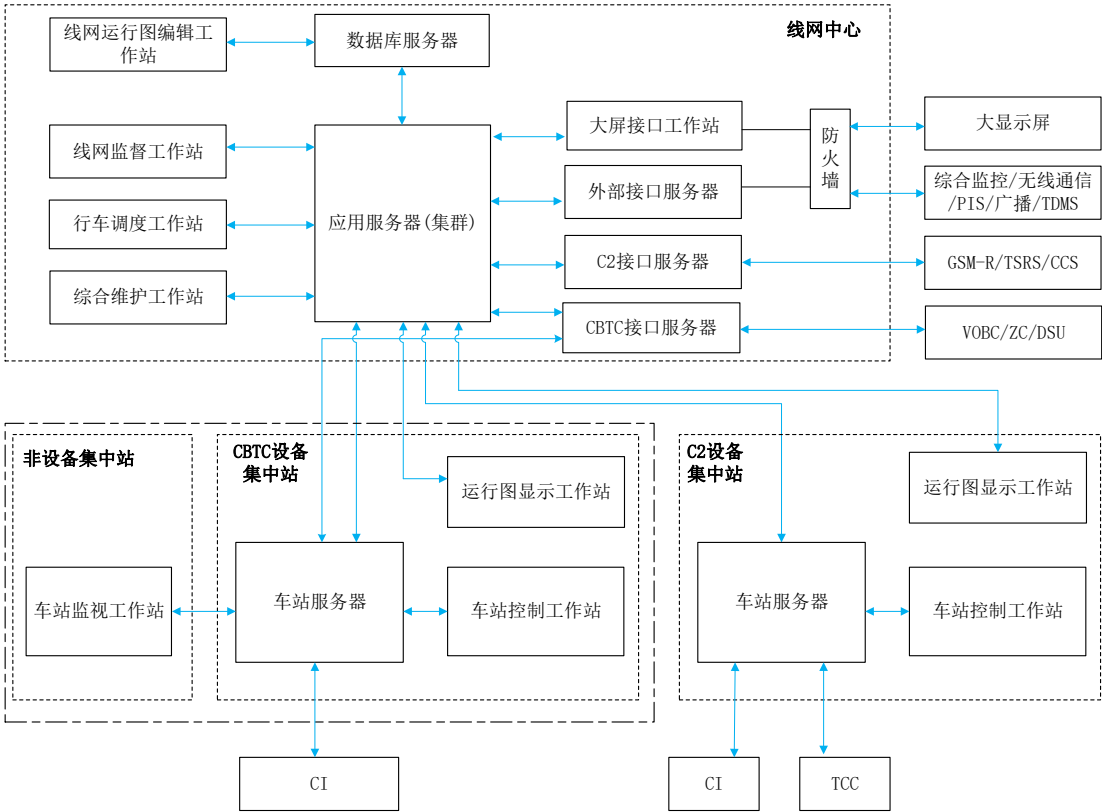 线网中心
线网运行图编辑工
作站
数据库服务器
大屏接口工作站
防
火
墙
大显示屏
线网监督工作站
外部接口服务器
综合监控/无线通信
/PIS/广播/TDMS
行车调度工作站
应用服务器(集群)
C2接口服务器
GSM-R/TSRS/CCS
综合维护工作站
CBTC接口服务器
VOBC/ZC/DSU
非设备集中站
CBTC设备
集中站
运行图显示工作站
车站监视工作站
车站服务器
车站控制工作站
C2设备
集中站
运行图显示工作站
车站服务器
车站控制工作站
CI
CI
TCC